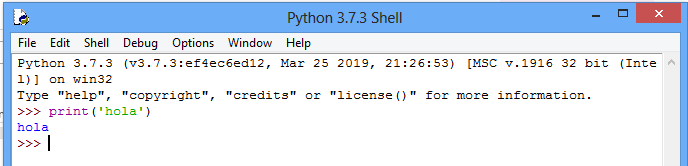 Python 3.7.3 Shell
File Edit Shell Debug Options Window Help
Python 3.7.3 (v3.7.3:ef4ec6ed12, Mar 25 2019, 21:26:53) [MSC v.1916 32 bit (Inte
l)] on win32
Type "help", "copyright", "credits" or "license()" for more information.
>>> print('hola')
hola
>>>